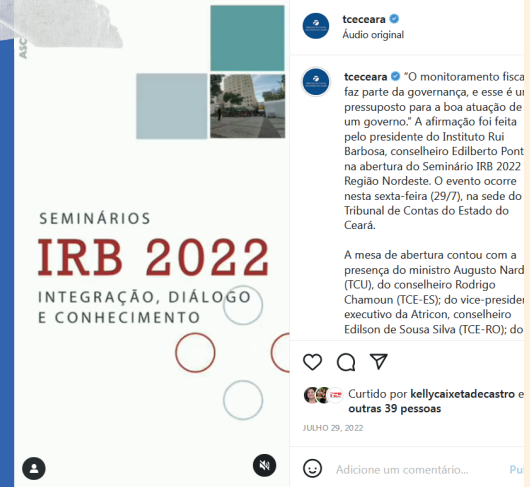 ASC
SEMINÁRIOS
IRB 2022
INTEGRAÇÃO, DIÁLOGO
E CONHECIMENTO
tceceara
Áudio original
tceceara "O monitoramento fisca
faz parte da governança, e esse é u
pressuposto para a boa atuação de
um governo." A afirmação foi feita
pelo presidente do Instituto Rui
Barbosa, conselheiro Edilberto Pont
na abertura do Seminário IRB 2022
Região Nordeste. O evento ocorre
nesta sexta-feira (29/7), na sede do
Tribunal de Contas do Estado do
Ceará.
A mesa de abertura contou com a
presença do ministro Augusto Nard
(TCU), do conselheiro Rodrigo
Chamoun (TCE-ES); do vice-presider
executivo da Atricon, conselheiro
Edilson de Sousa Silva (TCE-RO); do
Curtido por kellycaixetadecastro e
outras 39 pessoas
JULHO 29, 2022
Adicione um comentário... Pu